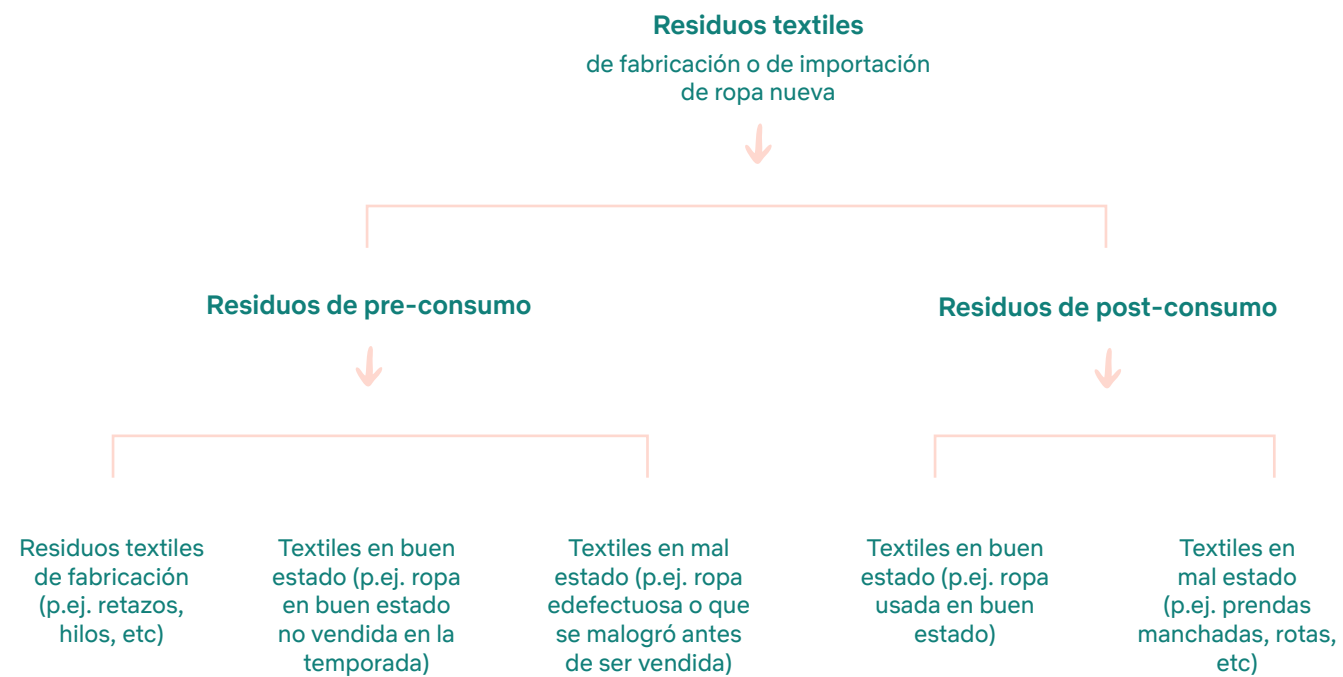 Residuos textiles
de fabricación o de importación
de ropa nueva
Residuos de pre-consumo
Residuos de post-consumo
Residuos textiles
de fabricación
(p.ej. retazos,
hilos, etc)
Textiles en buen
estado (p.ej. ropa
en buen estado
no vendida en la
temporada)
Textiles en mal
estado (p.ej. ropa
edefectuosa o que
se malogró antes
de ser vendida)
Textiles en buen
estado (p.ej. ropa
usada en buen
estado)
Textiles en
mal estado
(p.ej. prendas
manchadas, rotas,
etc)